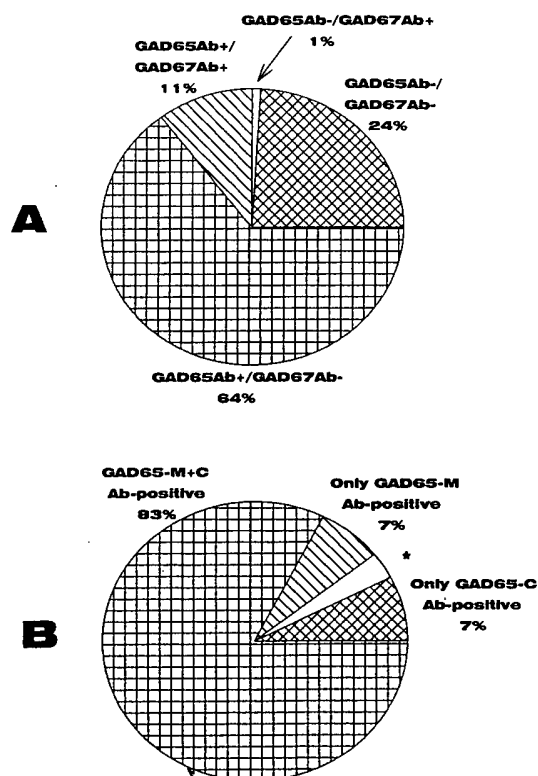 GAD65Ab-/GAD67Ab+
1%
GAD65Ab+/
GAD67Ab+
11%
GAD65Ab-/
GAD67Ab-
24%
A
GAD65Ab+/GAD67Ab-
64%
GAD65-M+C
Ab-positive
83%
Only GAD65-M
Ab-positive
7%
*
Only GAD65-C
Ab-positive
7%
B